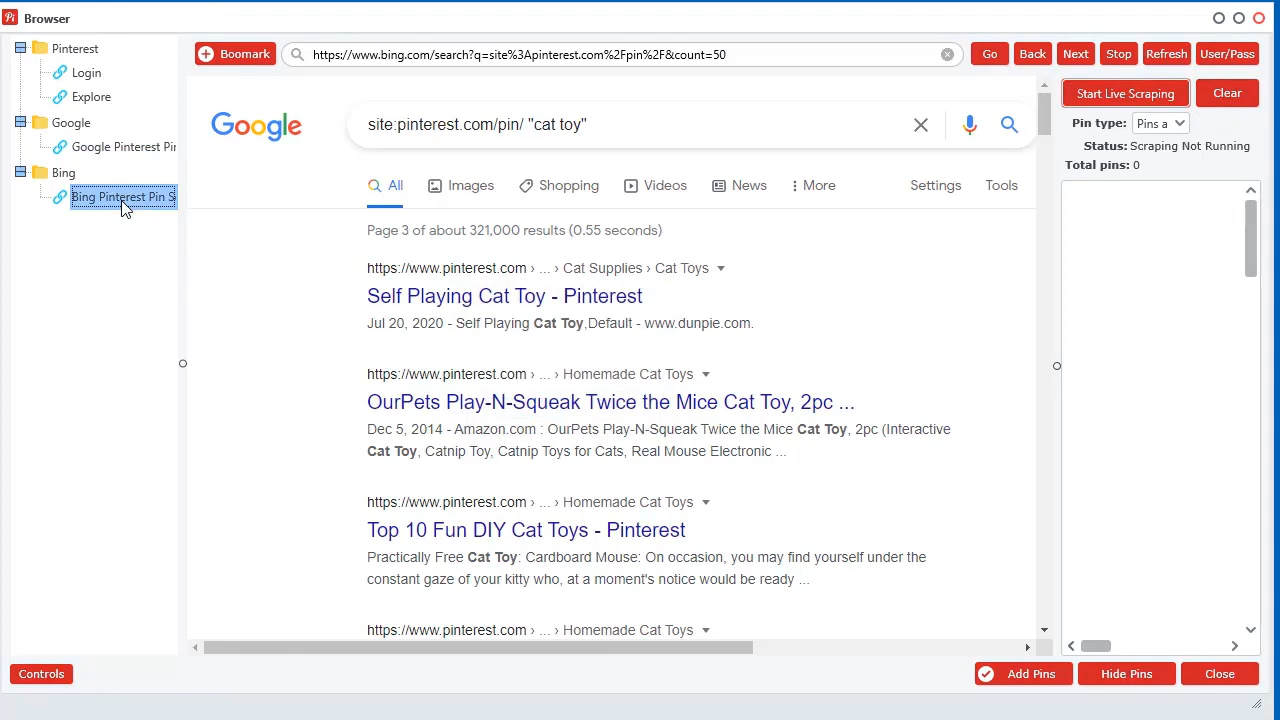 Browser
Pinterest
Login
Explore
Google
Google Pinterest Pin
Bing
Bing Pinterest Pin S
Boomark
https://www.bing.com/search?q=site%3Apinterest.com%2Fpin%2F&count=50
Go
Back
Next
Stop
Refresh
User/Pass
Google
site:pinterest.com/pin/ "cat toy"
All
Images
Shopping
Videos
News
More
Settings
Tools
Page 3 of about 321,000 results (0.55 seconds)
https://www.pinterest.com › ... › Cat Supplies › Cat Toys
Self Playing Cat Toy - Pinterest
Jul 20, 2020 - Self Playing Cat Toy,Default - www.dunpie.com.
https://www.pinterest.com › ... › Homemade Cat Toys
OurPets Play-N-Squeak Twice the Mice Cat Toy, 2pc ...
Dec 5, 2014 - Amazon.com : OurPets Play-N-Squeak Twice the Mice Cat Toy, 2pc (Interactive
Cat Toy, Catnip Toy, Catnip Toys for Cats, Real Mouse Electronic ...
https://www.pinterest.com › ... › Homemade Cat Toys
Top 10 Fun DIY Cat Toys - Pinterest
Practically Free Cat Toy: Cardboard Mouse: On occasion, you may find yourself under the
constant gaze of your kitty who, at a moment's notice would be ready ...
https://www.pinterest.com › ... › Homemade Cat Toys
Start Live Scraping
Clear
Pin type: Pins a
Status: Scraping Not Running
Total pins: 0
Controls
Add Pins
Hide Pins
Close